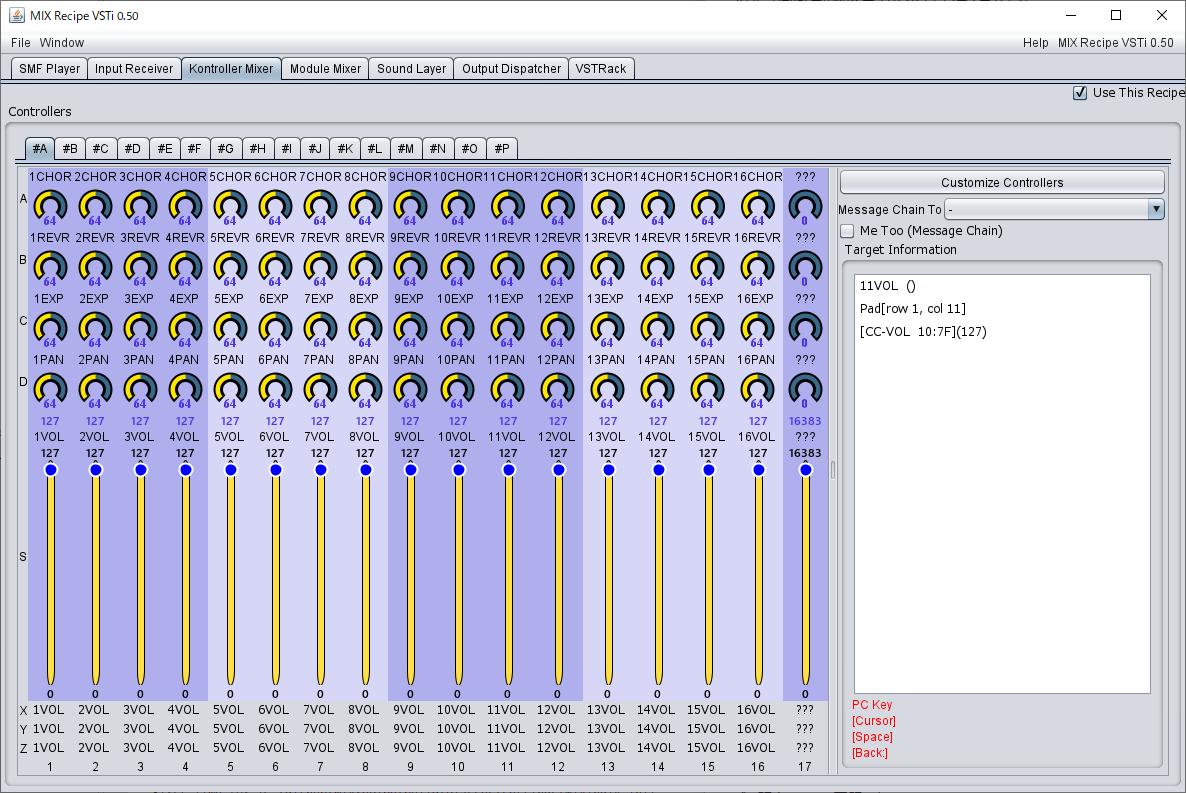 MIX Recipe VSTi 0.50
File Window Help MIX Recipe VSTi 0.50
SMF Player Input Receiver Kontroller Mixer Module Mixer Sound Layer Output Dispatcher VSTRack
Use This Recipe
Controllers
#A #B #C #D #E #F #G #H #I #J #K #L #M #N #O #P
1CHOR 2CHOR 3CHOR 4CHOR 5CHOR 6CHOR 7CHOR 8CHOR 9CHOR 10CHOR 11CHOR 12CHOR 13CHOR 14CHOR 15CHOR 16CHOR ???
A
64 64 64 64 64 64 64 64 64 64 64 64 64 64 64 64 0
1REVR 2REVR 3REVR 4REVR 5REVR 6REVR 7REVR 8REVR 9REVR 10REVR 11REVR 12REVR 13REVR 14REVR 15REVR 16REVR ???
B
64 64 64 64 64 64 64 64 64 64 64 64 64 64 64 64 0
1EXP 2EXP 3EXP 4EXP 5EXP 6EXP 7EXP 8EXP 9EXP 10EXP 11EXP 12EXP 13EXP 14EXP 15EXP 16EXP ???
C
64 64 64 64 64 64 64 64 64 64 64 64 64 64 64 64 0
1PAN 2PAN 3PAN 4PAN 5PAN 6PAN 7PAN 8PAN 9PAN 10PAN 11PAN 12PAN 13PAN 14PAN 15PAN 16PAN ???
D
64 64 64 64 64 64 64 64 64 64 64 64 64 64 64 64 0
127 127 127 127 127 127 127 127 127 127 127 127 127 127 127 127 16383
1VOL 2VOL 3VOL 4VOL 5VOL 6VOL 7VOL 8VOL 9VOL 10VOL 11VOL 12VOL 13VOL 14VOL 15VOL 16VOL ???
127 127 127 127 127 127 127 127 127 127 127 127 127 127 127 127 16383
S
0 0 0 0 0 0 0 0 0 0 0 0 0 0 0 0 0
X 1VOL 2VOL 3VOL 4VOL 5VOL 6VOL 7VOL 8VOL 9VOL 10VOL 11VOL 12VOL 13VOL 14VOL 15VOL 16VOL ???
Y 1VOL 2VOL 3VOL 4VOL 5VOL 6VOL 7VOL 8VOL 9VOL 10VOL 11VOL 12VOL 13VOL 14VOL 15VOL 16VOL ???
Z 1VOL 2VOL 3VOL 4VOL 5VOL 6VOL 7VOL 8VOL 9VOL 10VOL 11VOL 12VOL 13VOL 14VOL 15VOL 16VOL ???
1 2 3 4 5 6 7 8 9 10 11 12 13 14 15 16 17
Customize Controllers
Message Chain To -
Me Too (Message Chain)
Target Information
11VOL ()
Pad[row 1, col 11]
[CC-VOL 10:7F](127)
PC Key
[Cursor]
[Space]
[Back:]